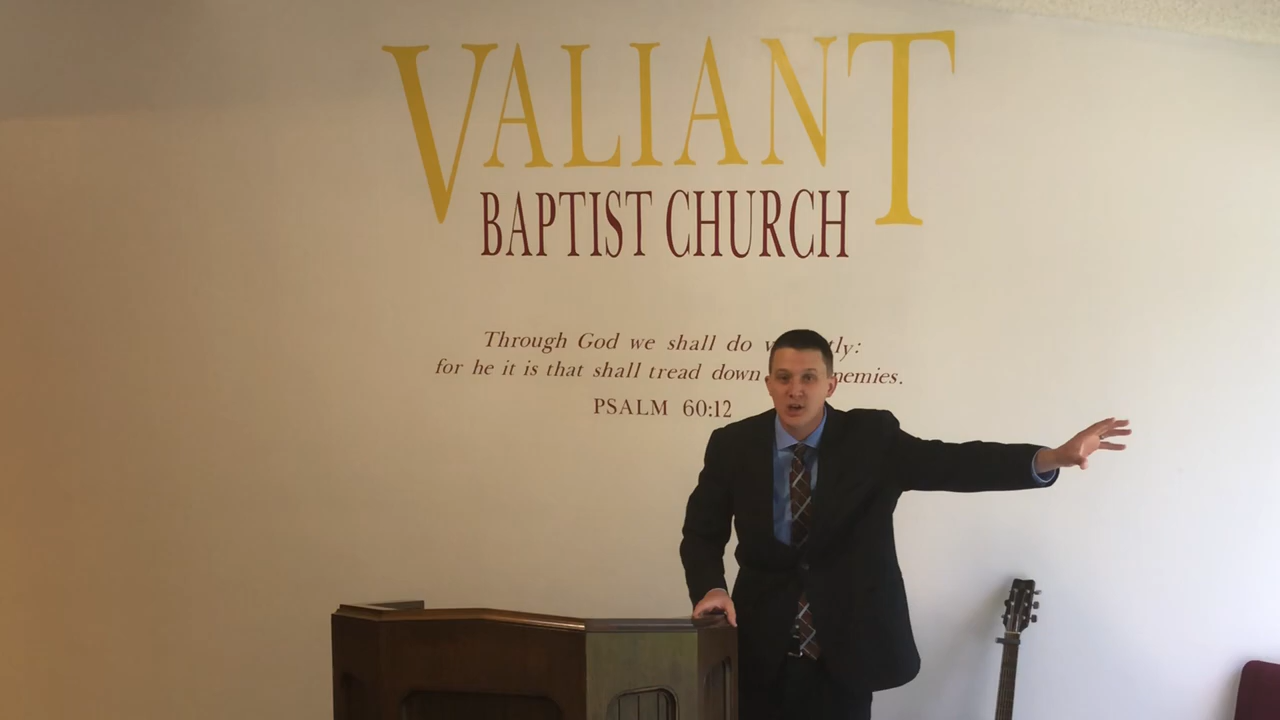 VALIANT
BAPTIST CHURCH
Through God we shall do
for he it is that shall tread down
PSALM 60:12